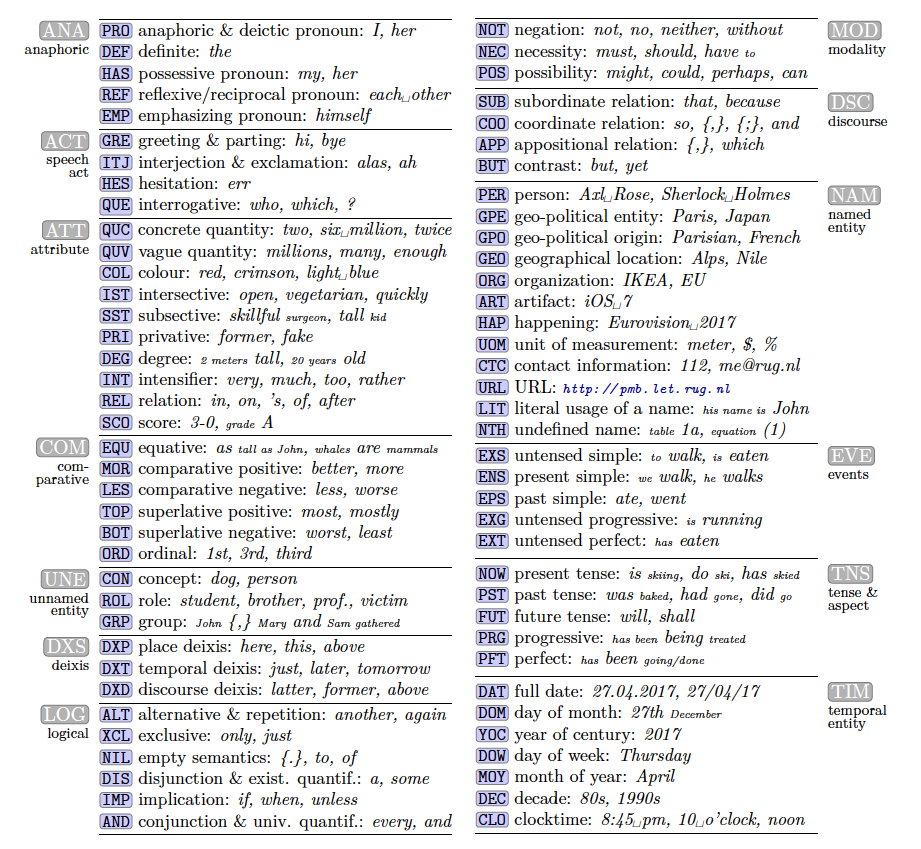 ANA
anaphoric
PRO anaphoric & deictic pronoun: I, her
DEF definite: the
HAS possessive pronoun: my, her
REF reflexive/reciprocal pronoun: each␣other
EMP emphasizing pronoun: himself
ACT
speech
act
GRE greeting & parting: hi, bye
ITJ interjection & exclamation: alas, ah
HES hesitation: err
QUE interrogative: who, which, ?
ATT
attribute
QUC concrete quantity: two, six␣million, twice
QUV vague quantity: millions, many, enough
COL colour: red, crimson, light␣blue
IST intersective: open, vegetarian, quickly
SST subsective: skillful surgeon, tall kid
PRI privative: former, fake
DEG degree: 2 meters tall, 20 years old
INT intensifier: very, much, too, rather
REL relation: in, on, 's, of, after
SCO score: 3-0, grade A
COM
com-
parative
EQU equative: as tall as John, whales are mammals
MOR comparative positive: better, more
LES comparative negative: less, worse
TOP superlative positive: most, mostly
BOT superlative negative: worst, least
ORD ordinal: 1st, 3rd, third
UNE
unnamed
entity
CON concept: dog, person
ROL role: student, brother, prof., victim
GRP group: John {,} Mary and Sam gathered
DXS
deixis
DXP place deixis: here, this, above
DXT temporal deixis: just, later, tomorrow
DXD discourse deixis: latter, former, above
LOG
logical
ALT alternative & repetition: another, again
XCL exclusive: only, just
NIL empty semantics: {.}, to, of
DIS disjunction & exist. quantif.: a, some
IMP implication: if, when, unless
AND conjunction & univ. quantif.: every, and
MOD
modality
NOT negation: not, no, neither, without
NEC necessity: must, should, have to
POS possibility: might, could, perhaps, can
DSC
discourse
SUB subordinate relation: that, because
COO coordinate relation: so, {,}, {;}, and
APP appositional relation: {,}, which
BUT contrast: but, yet
NAM
named
entity
PER person: Axl␣Rose, Sherlock␣Holmes
GPE geo-political entity: Paris, Japan
GPO geo-political origin: Parisian, French
GEO geographical location: Alps, Nile
ORG organization: IKEA, EU
ART artifact: iOS␣7
HAP happening: Eurovision␣2017
UOM unit of measurement: meter, $, %
CTC contact information: 112, me@rug.nl
URL URL: http://pmb.let.rug.nl
LIT literal usage of a name: his name is John
NTH undefined name: table 1a, equation (1)
EVE
events
EXS untensed simple: to walk, is eaten
ENS present simple: we walk, he walks
EPS past simple: ate, went
EXG untensed progressive: is running
EXT untensed perfect: has eaten
TNS
tense &
aspect
NOW present tense: is skiing, do ski, has skied
PST past tense: was baked, had gone, did go
FUT future tense: will, shall
PRG progressive: has been being treated
PFT perfect: has been going/done
TIM
temporal
entity
DAT full date: 27.04.2017, 27/04/17
DOM day of month: 27th December
YOC year of century: 2017
DOW day of week: Thursday
MOY month of year: April
DEC decade: 80s, 1990s
CLO clocktime: 8:45␣pm, 10␣o'clock, noon